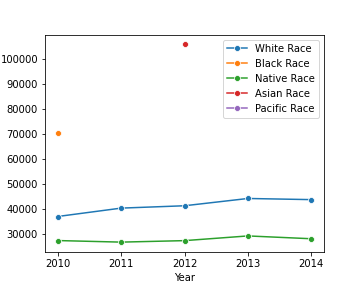 White Race
Black Race
Native Race
Asian Race
Pacific Race
100000
90000
80000
70000
60000
50000
40000
30000
2010 2011 2012 2013 2014
Year